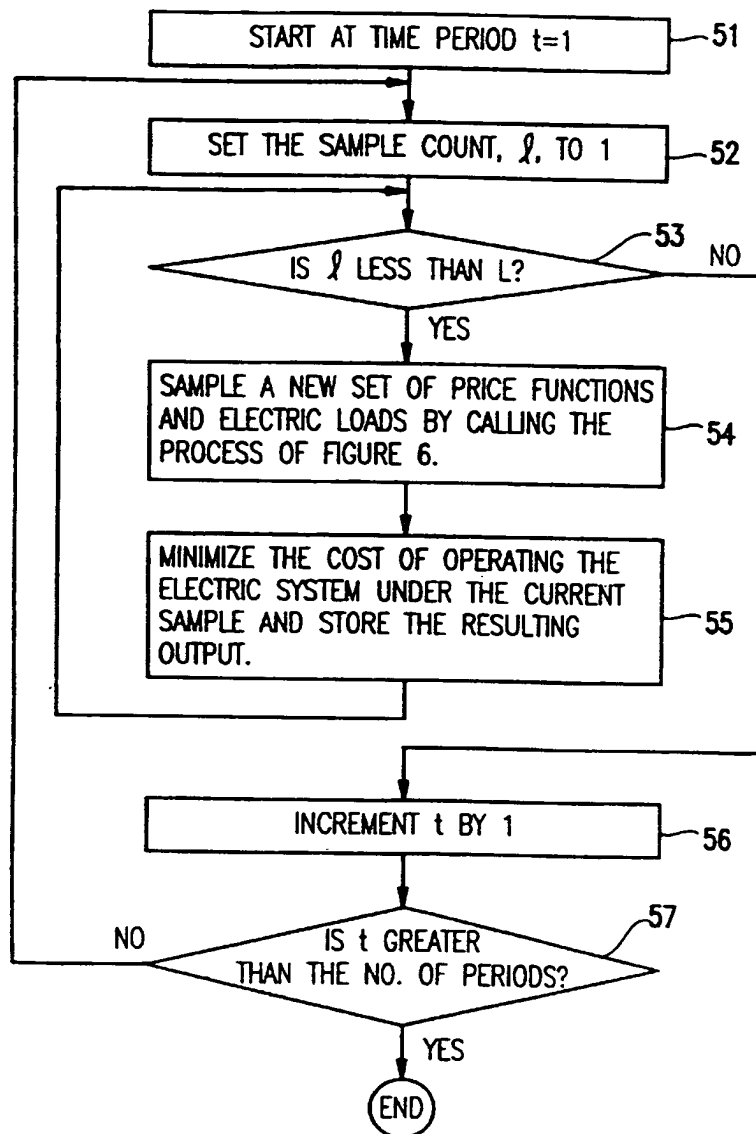 START AT TIME PERIOD t=1
51
SET THE SAMPLE COUNT, ℓ, TO 1
52
53
IS ℓ LESS THAN L?
NO
YES
SAMPLE A NEW SET OF PRICE FUNCTIONS
AND ELECTRIC LOADS BY CALLING THE
PROCESS OF FIGURE 6.
54
MINIMIZE THE COST OF OPERATING THE
ELECTRIC SYSTEM UNDER THE CURRENT
SAMPLE AND STORE THE RESULTING
OUTPUT.
55
INCREMENT t BY 1
56
57
NO
IS t GREATER
THAN THE NO. OF PERIODS?
YES
END